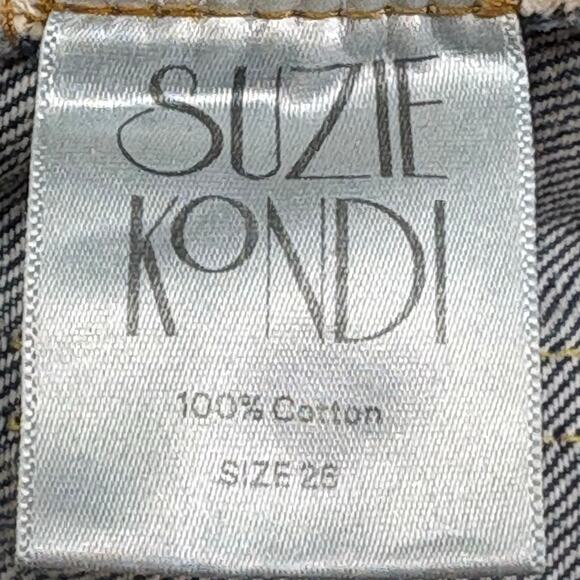 SUZIE
KONDI
100% Cotton
SIZE 26